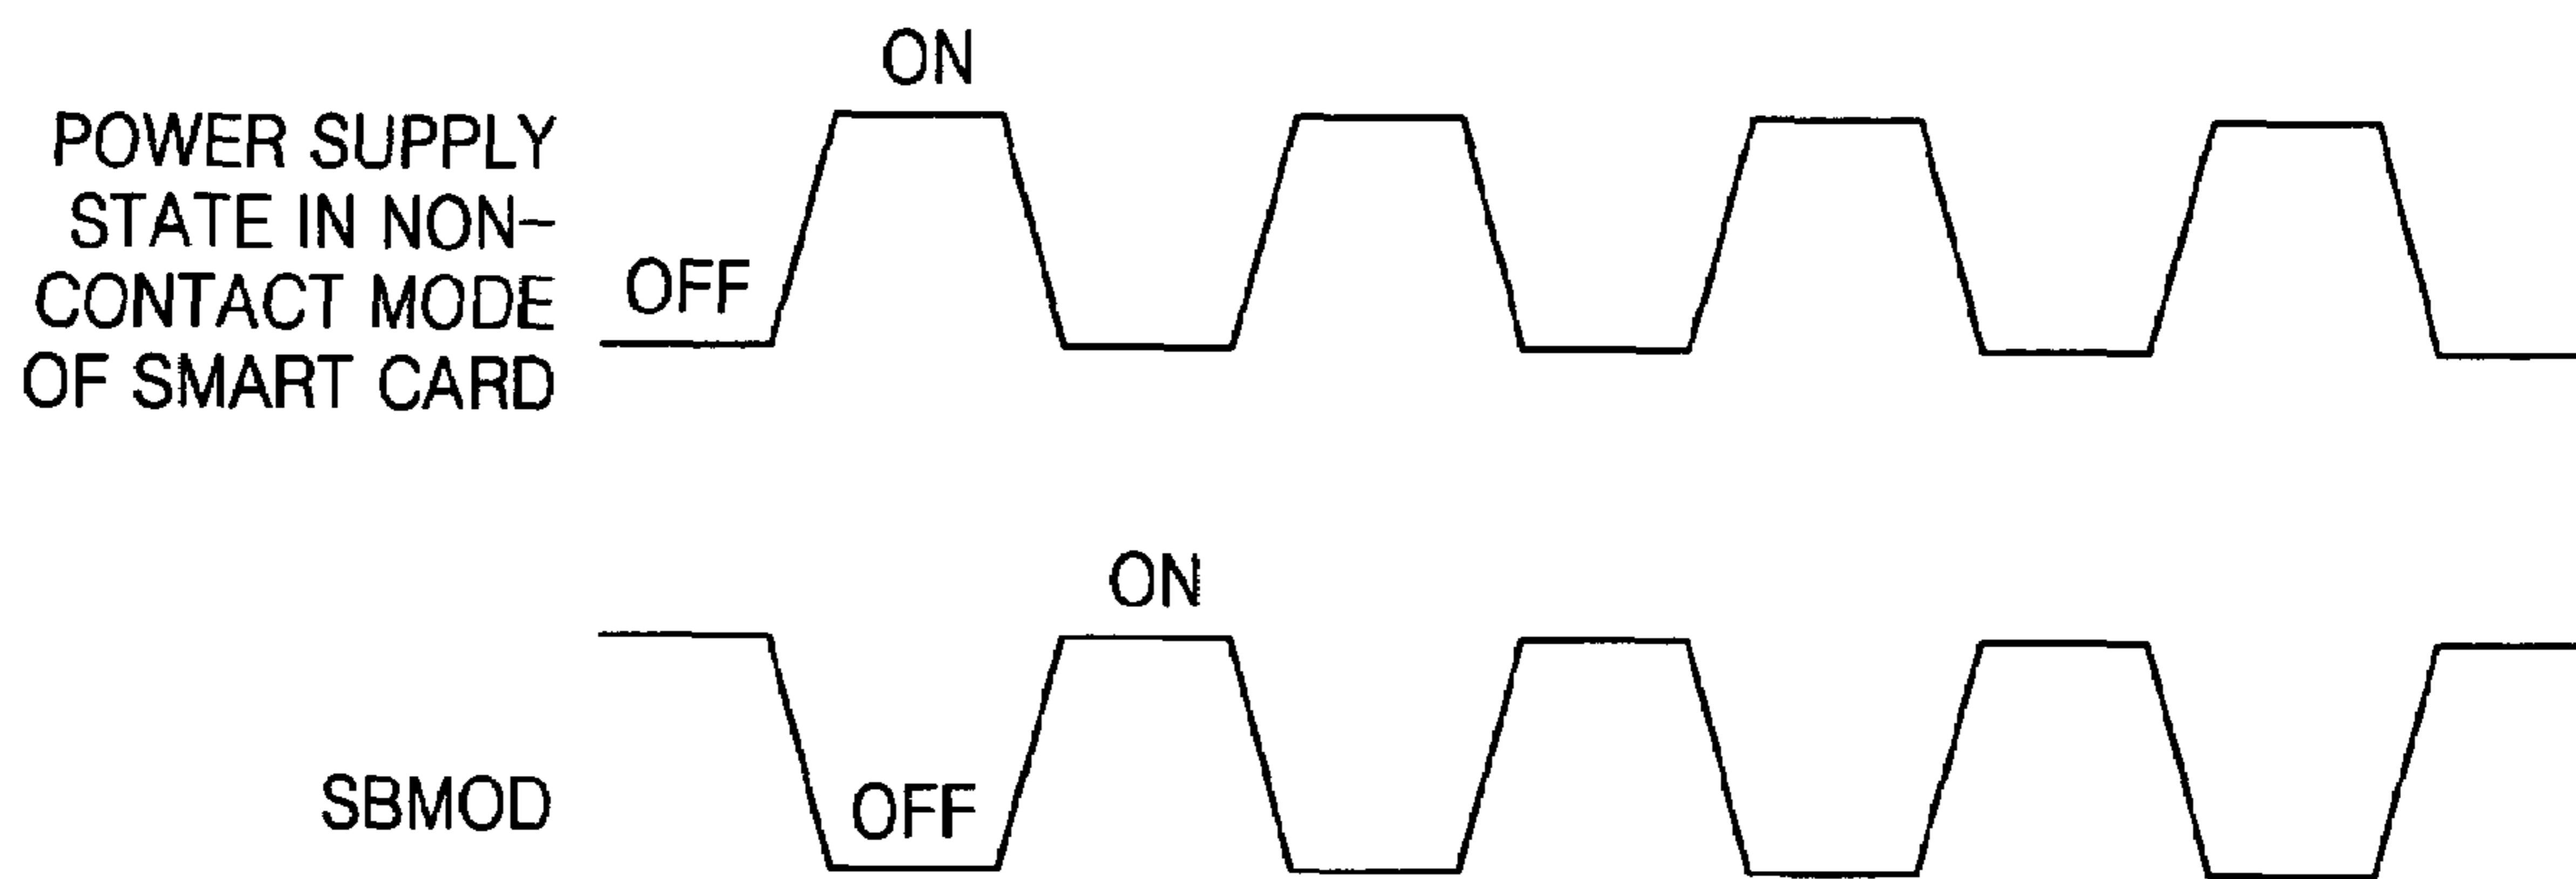 ON
POWER SUPPLY
STATE IN NON-
CONTACT MODE
OF SMART CARD
OFF
ON
SBMOD
OFF